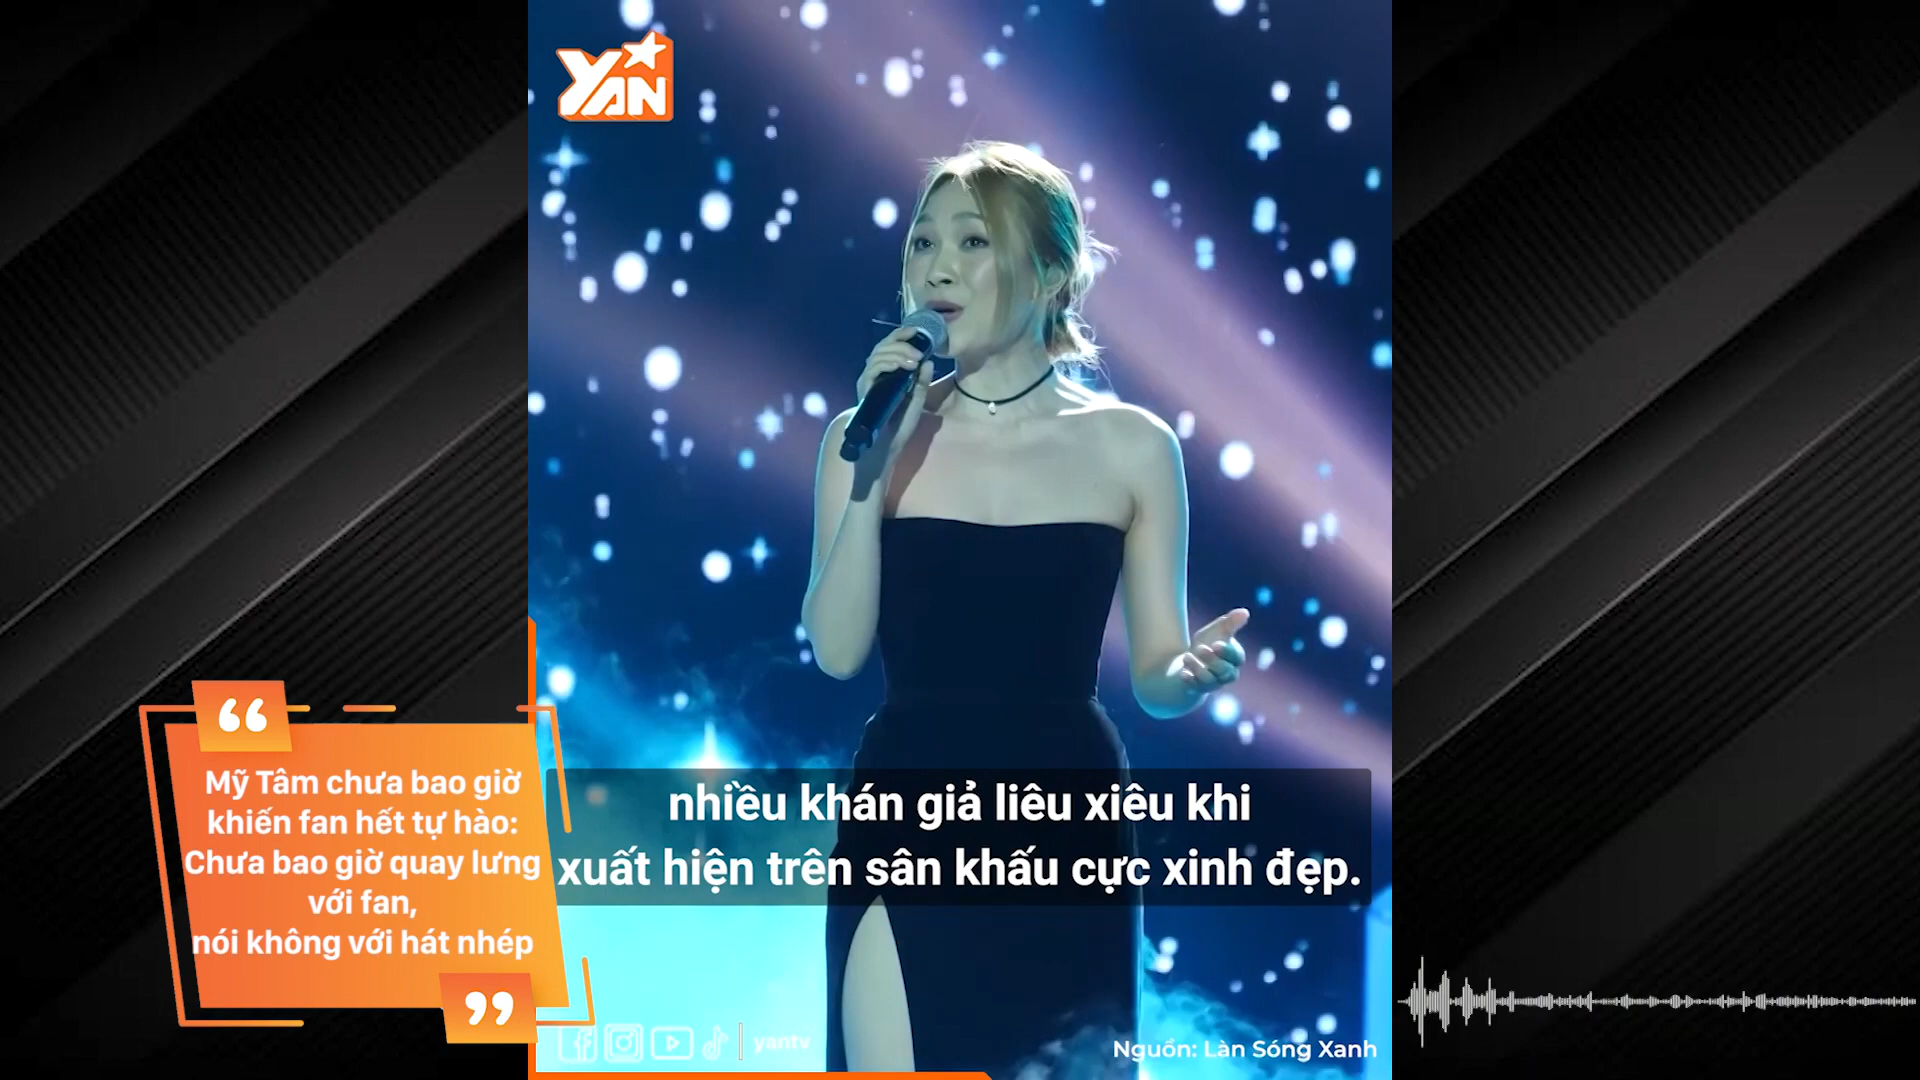 YAN
nhiều khán giả liêu xiêu khi
xuất hiện trên sân khấu cực xinh đẹp.
Mỹ Tâm chưa bao giờ
khiến fan hết tự hào:
Chưa bao giờ quay lưng
với fan,
nói không với hát nhép
yantv
Nguồn: Làn Sóng Xanh